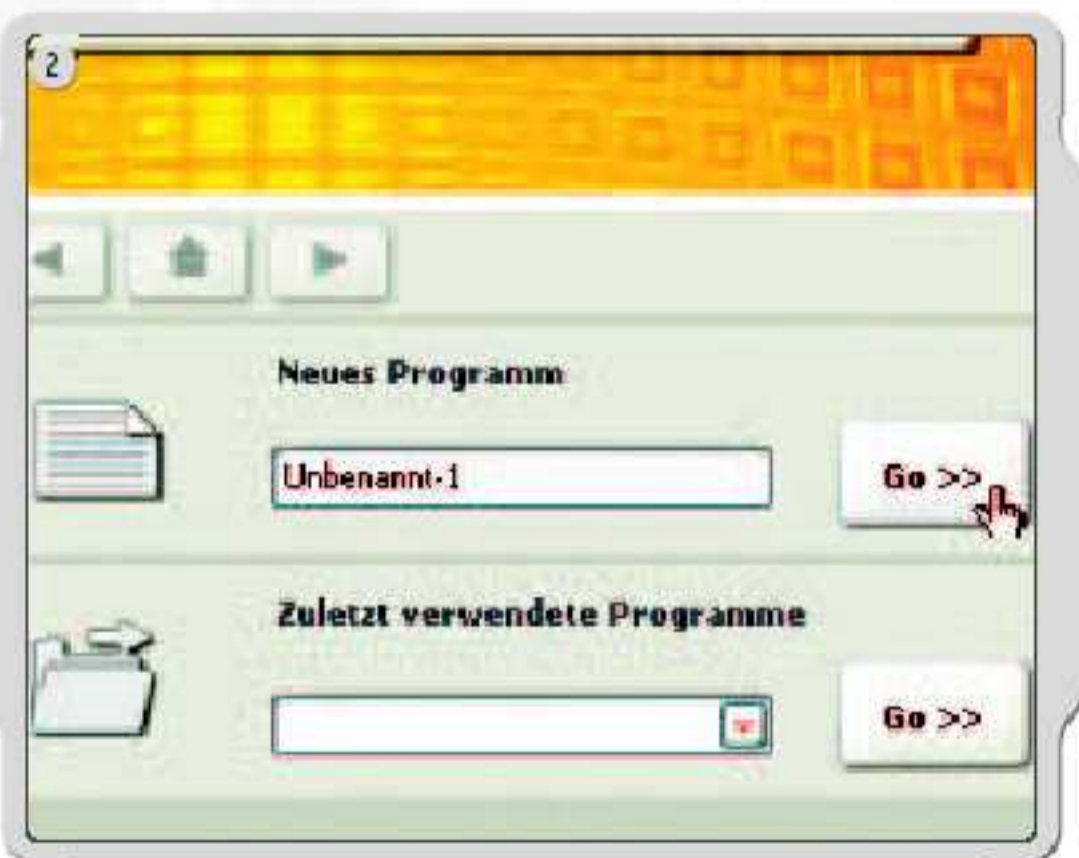 2
Neues Programm
Unbenannt-1
Go >>
Zuletzt verwendete Programme
Go >>